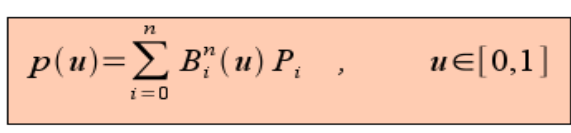 p(u)=∑_{i=0}^{n} B_i^n(u) P_i , u∈[0,1]